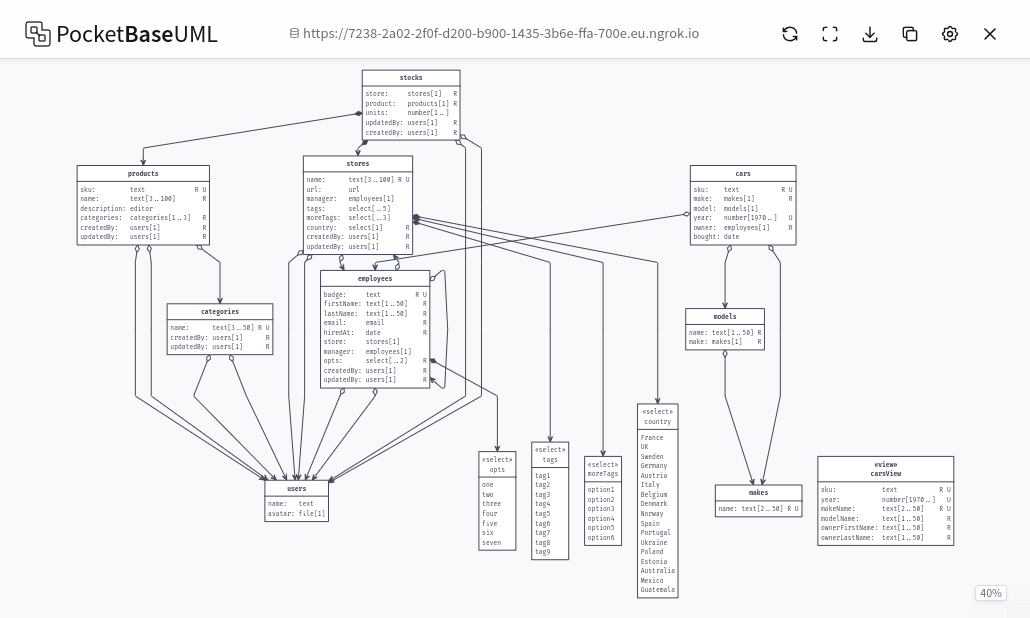 PocketBaseUML
https://7238-2a02-2f0f-d200-b900-1435-3b6e-ffa-700e.eu.ngrok.io
stocks
store: stores[1] R
product: products[1] R
units: number[1..]
updatedBy: users[1] R
createdBy: users[1] R
products
sku: text R U
name: text[3..100] R
description: editor
categories: categories[1..3] R
createdBy: users[1] R
updatedBy: users[1] R
stores
name: text[3..100] R U
url: url
manager: employees[1]
tags: select[..5]
moreTags: select[..3]
country: select[1] R
createdBy: users[1] R
updatedBy: users[1] R
cars
sku: text R U
make: makes[1] R
model: models[1]
year: number[1970..] U
owner: employees[1] R
bought: date
employees
badge: text R U
firstName: text[1..50] R
lastName: text[1..50] R
email: email R
hiredAt: date R
store: stores[1]
manager: employees[1]
opts: select[..2] R
createdBy: users[1] R
updatedBy: users[1] R
categories
name: text[3..50] R U
createdBy: users[1] R
updatedBy: users[1] R
models
name: text[1..50] R
make: makes[1] R
users
name: text
avatar: file[1]
«select»
opts
one
two
three
four
five
six
seven
«select»
tags
tag1
tag2
tag3
tag4
tag5
tag6
tag7
tag8
tag9
«select»
moreTags
option1
option2
option3
option4
option5
option6
«select»
country
France
UK
Sweden
Germany
Austria
Italy
Belgium
Denmark
Norway
Spain
Portugal
Ukraine
Poland
Estonia
Australia
Mexico
Guatemala
makes
name: text[2..50] R U
«view»
carsView
sku: text R U
year: number[1970..] U
makeName: text[2..50] R U
modelName: text[1..50] R
ownerFirstName: text[1..50] R
ownerLastName: text[1..50] R
40%